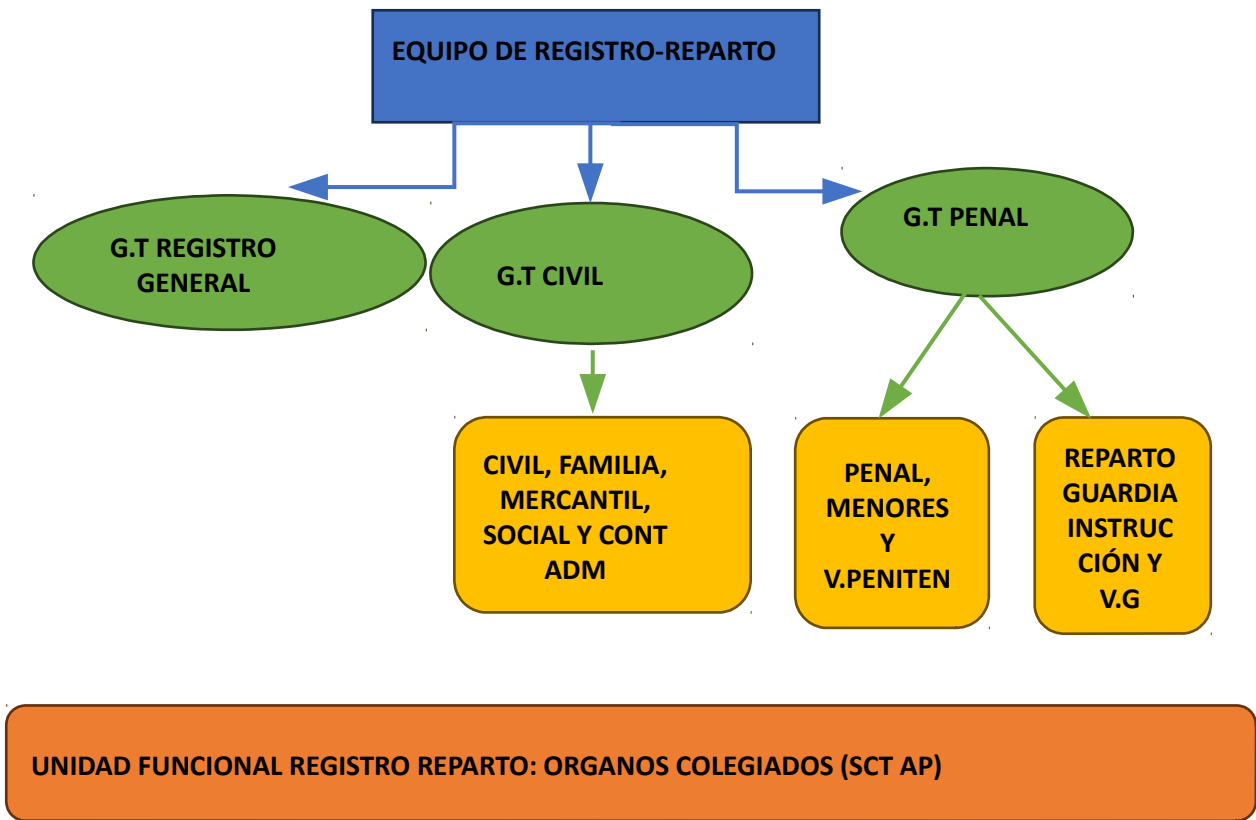 EQUIPO DE REGISTRO-REPARTO
G.T REGISTRO
GENERAL
G.T CIVIL
G.T PENAL
CIVIL, FAMILIA,
MERCANTIL,
SOCIAL Y CONT
ADM
PENAL,
MENORES
Y
V.PENITEN
REPARTO
GUARDIA
INSTRUC
CIÓN Y
V.G
UNIDAD FUNCIONAL REGISTRO REPARTO: ORGANOS COLEGIADOS (SCT AP)